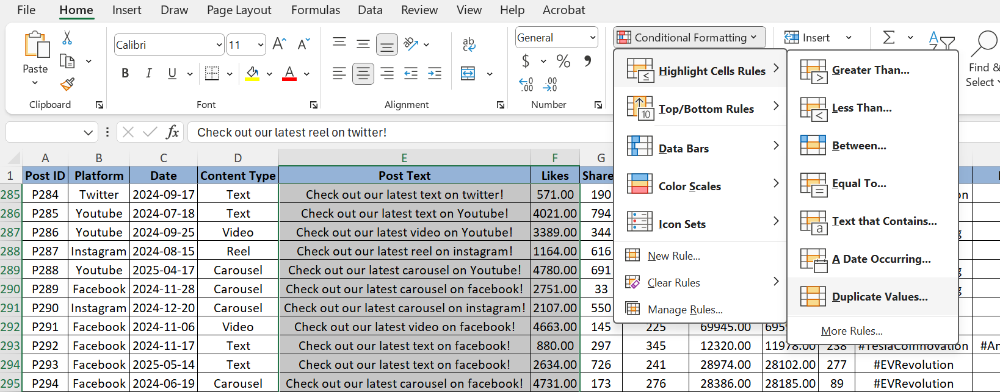 File Home Insert Draw Page Layout Formulas Data Review View Help Acrobat
Paste
Clipboard
Calibri 11
B I U A
Font
ab
Alignment
General
$ % ,
Number
Conditional Formatting
Insert
Find &
Select
Highlight Cells Rules
Top/Bottom Rules
Data Bars
Color Scales
Icon Sets
New Rule...
Clear Rules
Manage Rules...
Greater Than...
Less Than...
Between...
Equal To...
Text that Contains...
A Date Occurring...
Duplicate Values...
More Rules...
fx Check out our latest reel on twitter!
A B C D E F G
1 Post ID Platform Date Content Type Post Text Likes Share
285 P284 Twitter 2024-09-17 Text Check out our latest text on twitter! 571.00 190 on
286 P285 Youtube 2024-07-18 Text Check out our latest text on Youtube! 4021.00 794
287 P286 Youtube 2024-09-25 Video Check out our latest video on Youtube! 3389.00 344
288 P287 Instagram 2024-08-15 Reel Check out our latest reel on instagram! 1164.00 616
289 P288 Youtube 2025-04-17 Carousel Check out our latest carousel on Youtube! 4780.00 691
290 P289 Facebook 2024-11-28 Carousel Check out our latest carousel on facebook! 2751.00 33
291 P290 Instagram 2024-12-20 Carousel Check out our latest carousel on instagram! 2107.00 550
292 P291 Facebook 2024-11-06 Video Check out our latest video on facebook! 4663.00 145 225 69945.00
293 P292 Facebook 2024-11-17 Text Check out our latest text on facebook! 880.00 297 345 12320.00 11978.00 238 #TeslaCoInnovation #An
294 P293 Facebook 2025-05-14 Text Check out our latest text on facebook! 2634.00 726 241 28974.00 28102.00 277 #EVRevolution
295 P294 Facebook 2024-06-19 Carousel Check out our latest carousel on facebook! 4731.00 173 276 28386.00 28185.00 89 #EVRevolution